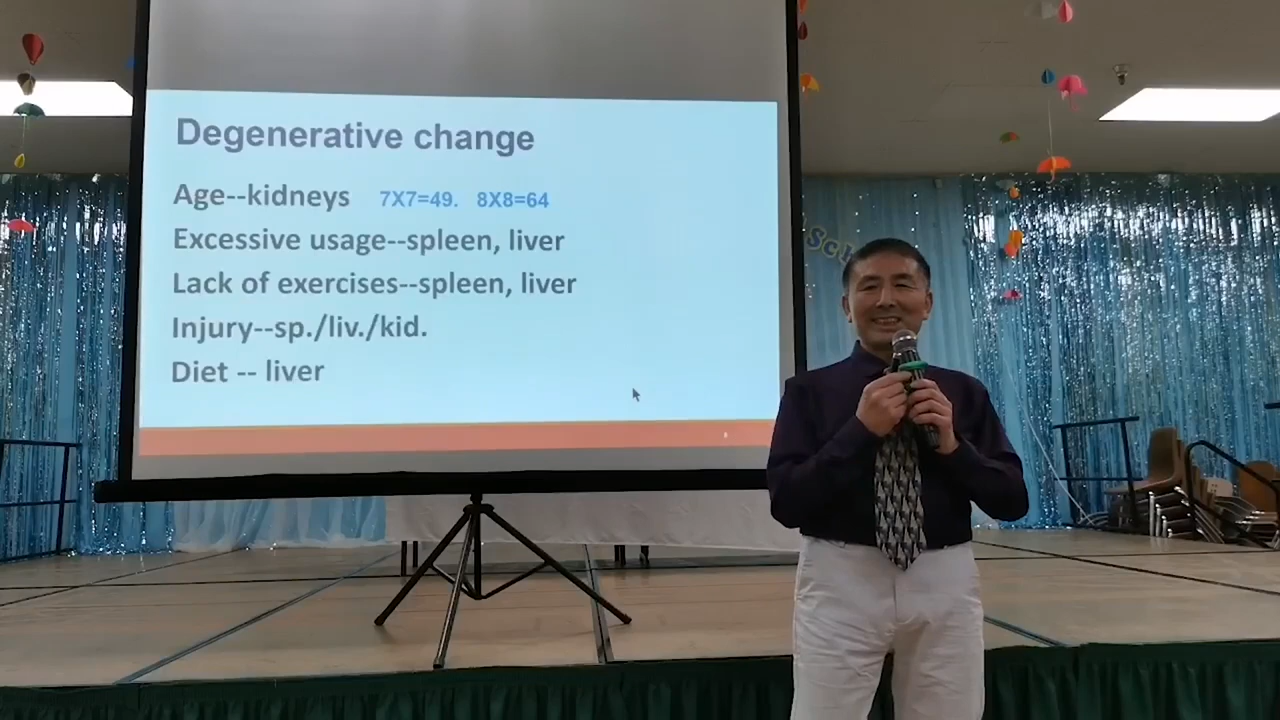 Degenerative change
Age--kidneys 7X7=49. 8X8=64
Excessive usage--spleen, liver
Lack of exercises--spleen, liver
Injury--sp./liv./kid.
Diet -- liver